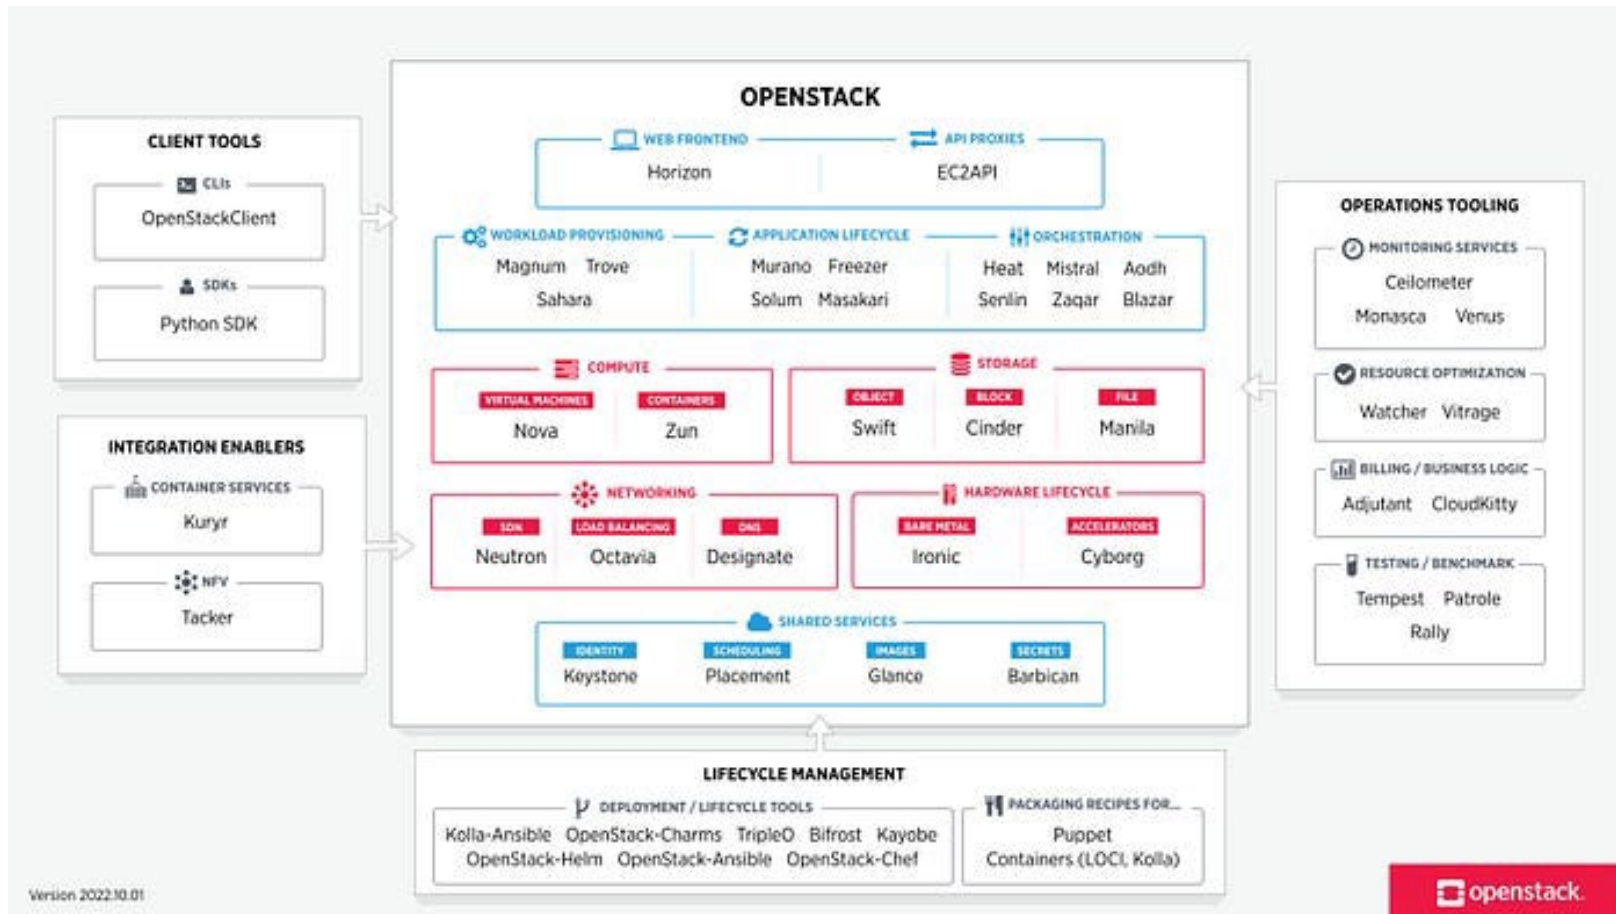 OPENSTACK
WEB FRONTEND
API PROXIES
Horizon
EC2API
WORKLOAD PROVISIONING
APPLICATION LIFECYCLE
ORCHESTRATION
Magnum Trove
Sahara
Murano Freezer
Solum Masakari
Heat Mistral Aodh
Senlin Zaqar Blazar
COMPUTE
VIRTUAL MACHINES
CONTAINERS
Nova
Zun
STORAGE
OBJECT
BLOCK
FILE
Swift
Cinder
Manila
NETWORKING
SDN
LOAD BALANCING
DNS
Neutron
Octavia
Designate
HARDWARE LIFECYCLE
BARE METAL
ACCELERATORS
Ironic
Cyborg
SHARED SERVICES
IDENTITY
SCHEDULING
IMAGES
SECRETS
Keystone
Placement
Glance
Barbican
CLIENT TOOLS
CLIs
OpenStackClient
SDKs
Python SDK
INTEGRATION ENABLERS
CONTAINER SERVICES
Kuryr
NFV
Tacker
OPERATIONS TOOLING
MONITORING SERVICES
Ceilometer
Monasca Venus
RESOURCE OPTIMIZATION
Watcher Vitrage
BILLING / BUSINESS LOGIC
Adjutant CloudKitty
TESTING / BENCHMARK
Tempest Patrole
Rally
LIFECYCLE MANAGEMENT
DEPLOYMENT / LIFECYCLE TOOLS
Kolla-Ansible OpenStack-Charms TripleO Bifrost Kayobe
OpenStack-Helm OpenStack-Ansible OpenStack-Chef
PACKAGING RECIPES FOR...
Puppet
Containers (LOCI, Kolla)
Version 2022.10.01
openstack.